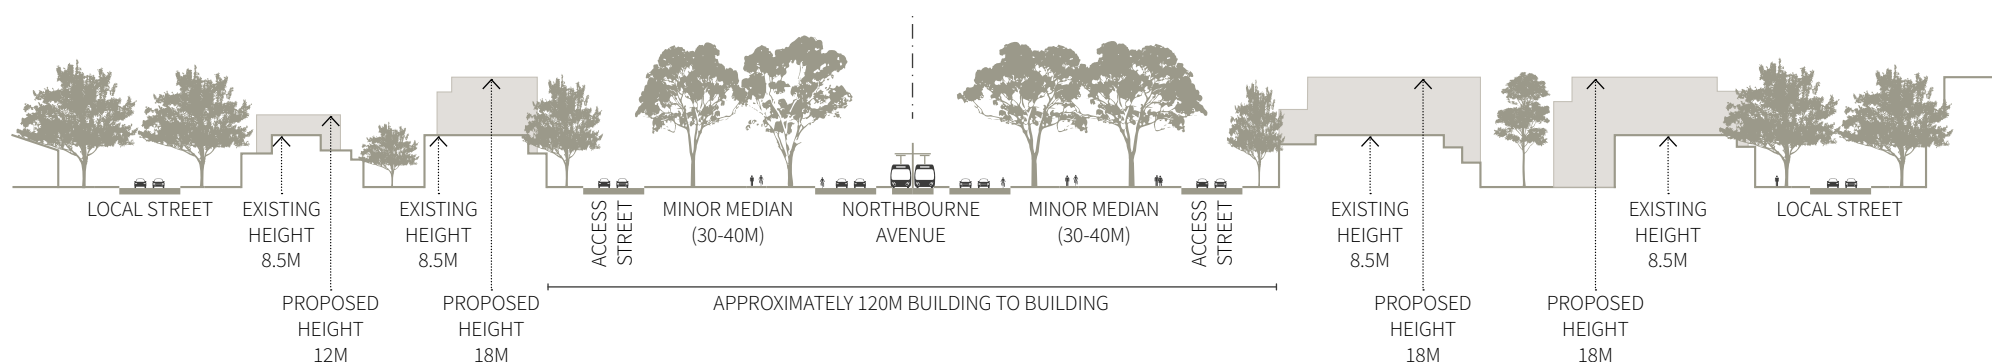 LOCAL STREET
EXISTING
HEIGHT
8.5M
PROPOSED
HEIGHT
12M
EXISTING
HEIGHT
8.5M
PROPOSED
HEIGHT
18M
ACCESS
STREET
MINOR MEDIAN
(30-40M)
NORTHBOURNE
AVENUE
MINOR MEDIAN
(30-40M)
ACCESS
STREET
APPROXIMATELY 120M BUILDING TO BUILDING
EXISTING
HEIGHT
8.5M
PROPOSED
HEIGHT
18M
PROPOSED
HEIGHT
18M
EXISTING
HEIGHT
8.5M
LOCAL STREET